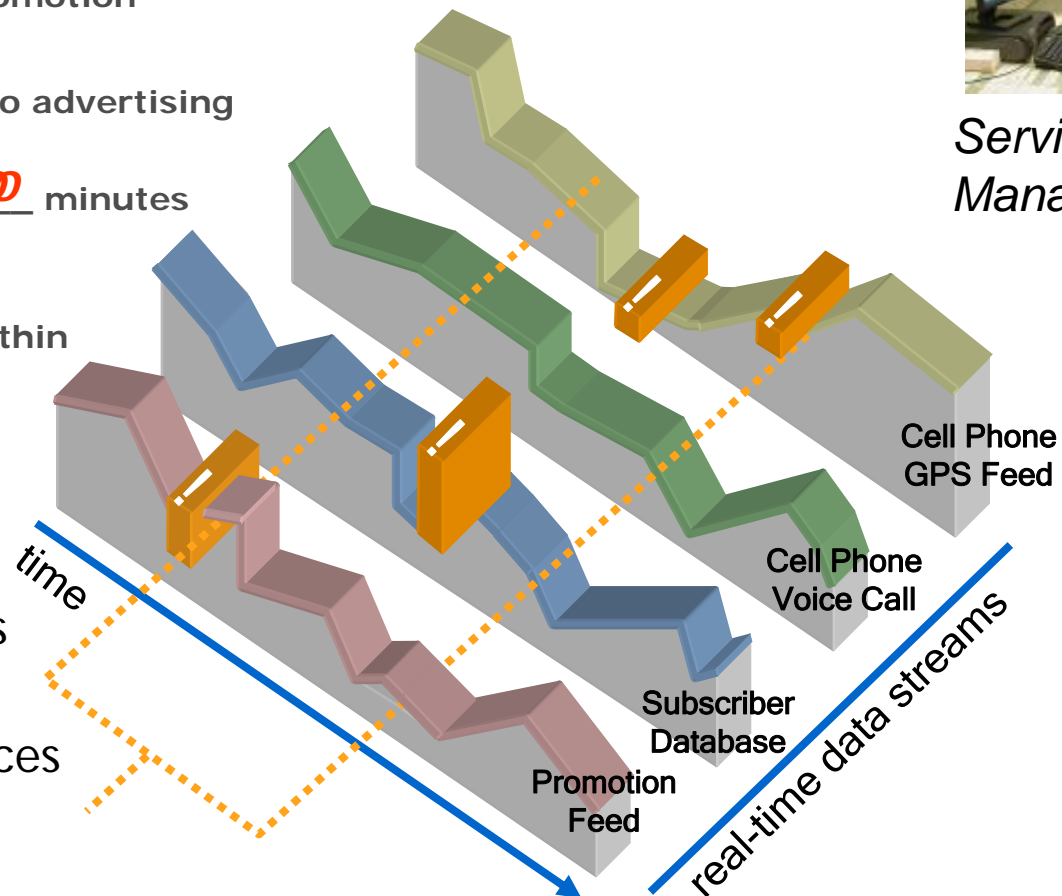 omotion
o advertising
minutes
thin
Servi
Mana
Cell Phone
GPS Feed
Cell Phone
Voice Call
time
s
Subscriber
Database
ces
Promotion
Feed
real-time data streams